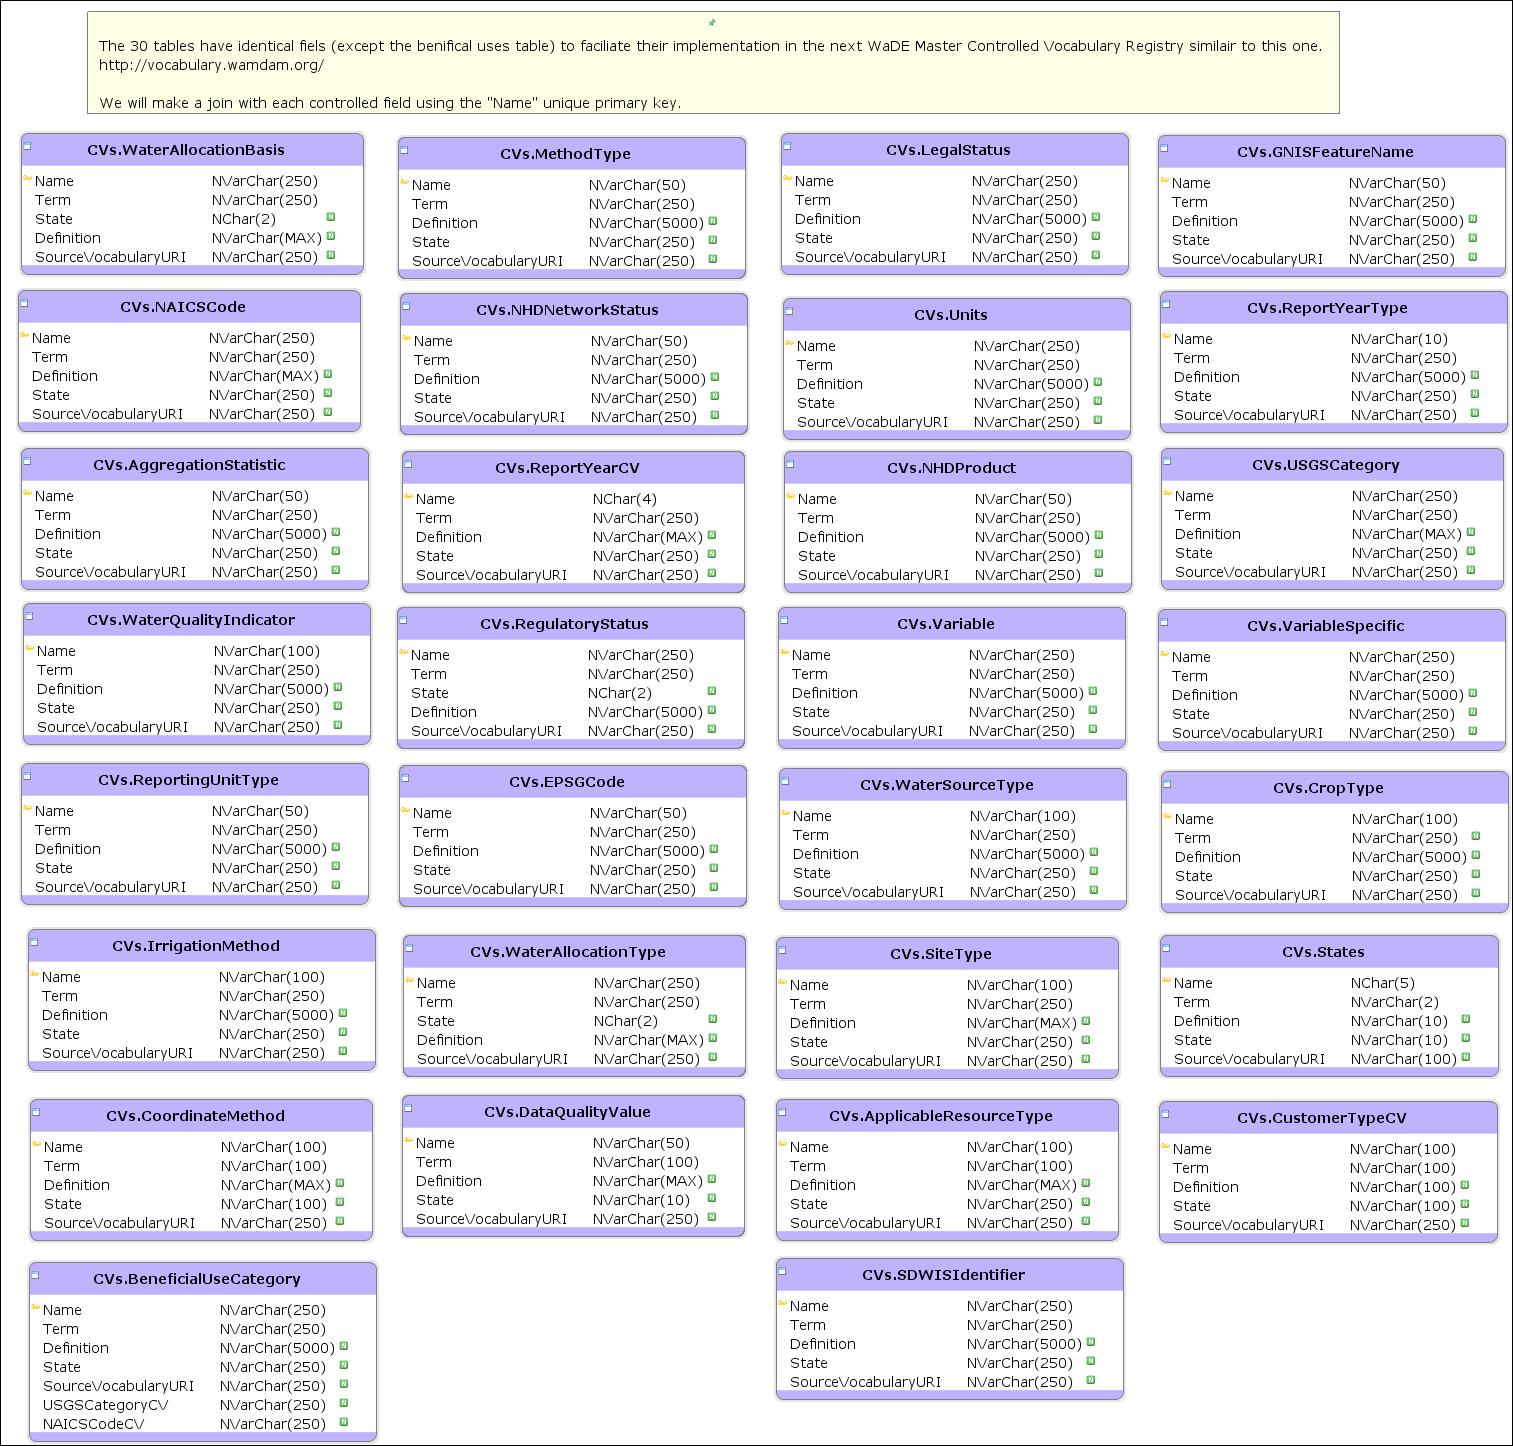 The 30 tables have identical fiels (except the benifical uses table) to faciliate their implementation in the next WaDE Master Controlled Vocabulary Registry similair to this one.
http://vocabulary.wamdam.org/
We will make a join with each controlled field using the "Name" unique primary key.
CVs.WaterAllocationBasis
Name NVarChar(250)
Term NVarChar(250)
State NChar(2) N
Definition NVarChar(MAX) N
SourceVocabularyURI NVarChar(250) N
CVs.MethodType
Name NVarChar(50)
Term NVarChar(250)
Definition NVarChar(5000) N
State NVarChar(250) N
SourceVocabularyURI NVarChar(250) N
CVs.LegalStatus
Name NVarChar(250)
Term NVarChar(250)
Definition NVarChar(5000) N
State NVarChar(250) N
SourceVocabularyURI NVarChar(250) N
CVs.GNISFeatureName
Name NVarChar(50)
Term NVarChar(250)
Definition NVarChar(5000) N
State NVarChar(250) N
SourceVocabularyURI NVarChar(250) N
CVs.NAICSCode
Name NVarChar(250)
Term NVarChar(250)
Definition NVarChar(MAX) N
State NVarChar(250) N
SourceVocabularyURI NVarChar(250) N
CVs.NHDNetworkStatus
Name NVarChar(50)
Term NVarChar(250)
Definition NVarChar(5000) N
State NVarChar(250) N
SourceVocabularyURI NVarChar(250) N
CVs.Units
Name NVarChar(250)
Term NVarChar(250)
Definition NVarChar(5000) N
State NVarChar(250) N
SourceVocabularyURI NVarChar(250) N
CVs.ReportYearType
Name NVarChar(10)
Term NVarChar(250)
Definition NVarChar(5000) N
State NVarChar(250) N
SourceVocabularyURI NVarChar(250) N
CVs.AggregationStatistic
Name NVarChar(50)
Term NVarChar(250)
Definition NVarChar(5000) N
State NVarChar(250) N
SourceVocabularyURI NVarChar(250) N
CVs.ReportYearCV
Name NChar(4)
Term NVarChar(250)
Definition NVarChar(MAX) N
State NVarChar(250) N
SourceVocabularyURI NVarChar(250) N
CVs.NHDProduct
Name NVarChar(50)
Term NVarChar(250)
Definition NVarChar(5000) N
State NVarChar(250) N
SourceVocabularyURI NVarChar(250) N
CVs.USGSCategory
Name NVarChar(250)
Term NVarChar(250)
Definition NVarChar(MAX) N
State NVarChar(250) N
SourceVocabularyURI NVarChar(250) N
CVs.WaterQualityIndicator
Name NVarChar(100)
Term NVarChar(250)
Definition NVarChar(5000) N
State NVarChar(250) N
SourceVocabularyURI NVarChar(250) N
CVs.RegulatoryStatus
Name NVarChar(250)
Term NVarChar(250)
State NChar(2) N
Definition NVarChar(5000) N
SourceVocabularyURI NVarChar(250) N
CVs.Variable
Name NVarChar(250)
Term NVarChar(250)
Definition NVarChar(5000) N
State NVarChar(250) N
SourceVocabularyURI NVarChar(250) N
CVs.VariableSpecific
Name NVarChar(250)
Term NVarChar(250)
Definition NVarChar(5000) N
State NVarChar(250) N
SourceVocabularyURI NVarChar(250) N
CVs.ReportingUnitType
Name NVarChar(50)
Term NVarChar(250)
Definition NVarChar(5000) N
State NVarChar(250) N
SourceVocabularyURI NVarChar(250) N
CVs.EPSGCode
Name NVarChar(50)
Term NVarChar(250)
Definition NVarChar(5000) N
State NVarChar(250) N
SourceVocabularyURI NVarChar(250) N
CVs.WaterSourceType
Name NVarChar(100)
Term NVarChar(250)
Definition NVarChar(5000) N
State NVarChar(250) N
SourceVocabularyURI NVarChar(250) N
CVs.CropType
Name NVarChar(100)
Term NVarChar(250) N
Definition NVarChar(5000) N
State NVarChar(250) N
SourceVocabularyURI NVarChar(250) N
CVs.IrrigationMethod
Name NVarChar(100)
Term NVarChar(250)
Definition NVarChar(5000) N
State NVarChar(250) N
SourceVocabularyURI NVarChar(250) N
CVs.WaterAllocationType
Name NVarChar(250)
Term NVarChar(250)
State NChar(2) N
Definition NVarChar(MAX) N
SourceVocabularyURI NVarChar(250) N
CVs.SiteType
Name NVarChar(100)
Term NVarChar(250)
Definition NVarChar(MAX) N
State NVarChar(250) N
SourceVocabularyURI NVarChar(250) N
CVs.States
Name NChar(5)
Term NVarChar(2)
Definition NVarChar(10) N
State NVarChar(10) N
SourceVocabularyURI NVarChar(100) N
CVs.CoordinateMethod
Name NVarChar(100)
Term NVarChar(100)
Definition NVarChar(MAX) N
State NVarChar(100) N
SourceVocabularyURI NVarChar(250) N
CVs.DataQualityValue
Name NVarChar(50)
Term NVarChar(100)
Definition NVarChar(MAX) N
State NVarChar(10) N
SourceVocabularyURI NVarChar(250) N
CVs.ApplicableResourceType
Name NVarChar(100)
Term NVarChar(100)
Definition NVarChar(MAX) N
State NVarChar(250) N
SourceVocabularyURI NVarChar(250) N
CVs.CustomerTypeCV
Name NVarChar(100)
Term NVarChar(100)
Definition NVarChar(100) N
State NVarChar(100) N
SourceVocabularyURI NVarChar(250) N
CVs.BeneficialUseCategory
Name NVarChar(250)
Term NVarChar(250)
Definition NVarChar(5000) N
State NVarChar(250) N
SourceVocabularyURI NVarChar(250) N
USGSCategoryCV NVarChar(250) N
NAICSCodeCV NVarChar(250) N
CVs.SDWISIdentifier
Name NVarChar(250)
Term NVarChar(250)
Definition NVarChar(5000) N
State NVarChar(250) N
SourceVocabularyURI NVarChar(250) N